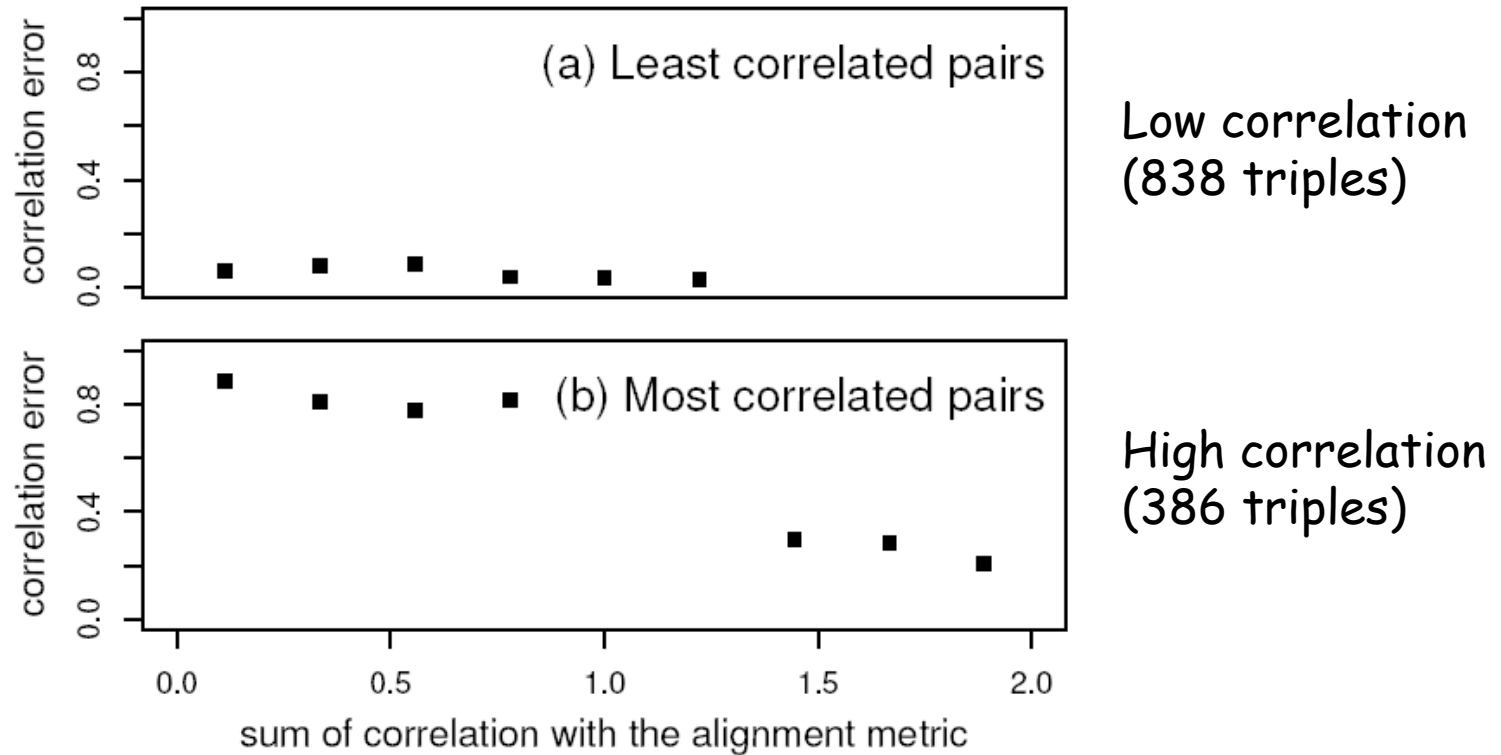 correlation error
0.8
0.4
0.0
(a) Least correlated pairs
Low correlation
(838 triples)
correlation error
0.8
0.4
0.0
(b) Most correlated pairs
High correlation
(386 triples)
0.0 0.5 1.0 1.5 2.0
sum of correlation with the alignment metric